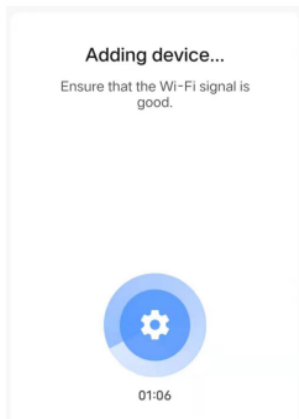 Adding device...
Ensure that the Wi-Fi signal is
good.
01:06